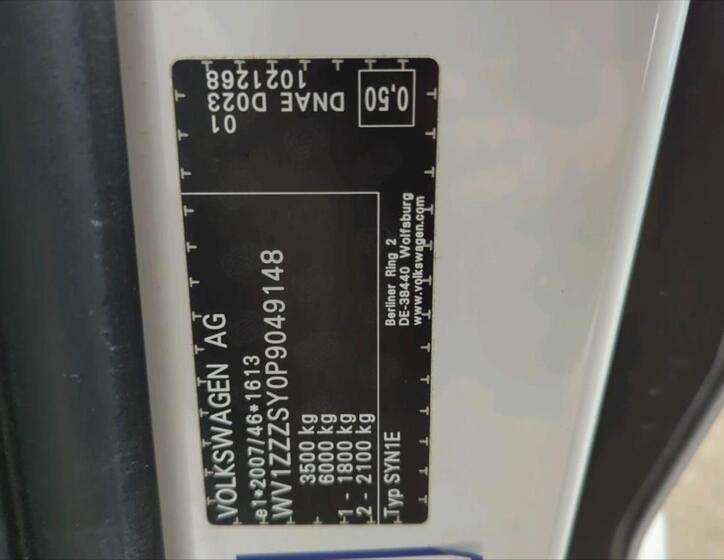 VOLKSWAGEN AG
e1*2007/46*1613
WV1ZZZSY0P9049148
3500 kg
6000 kg
1 - 1800 kg
2 - 2100 kg
Typ SYN1E
Berliner Ring 2
DE-38440 Wolfsburg
www.volkswagen.com
01
DNAE D023
1021268
0,50